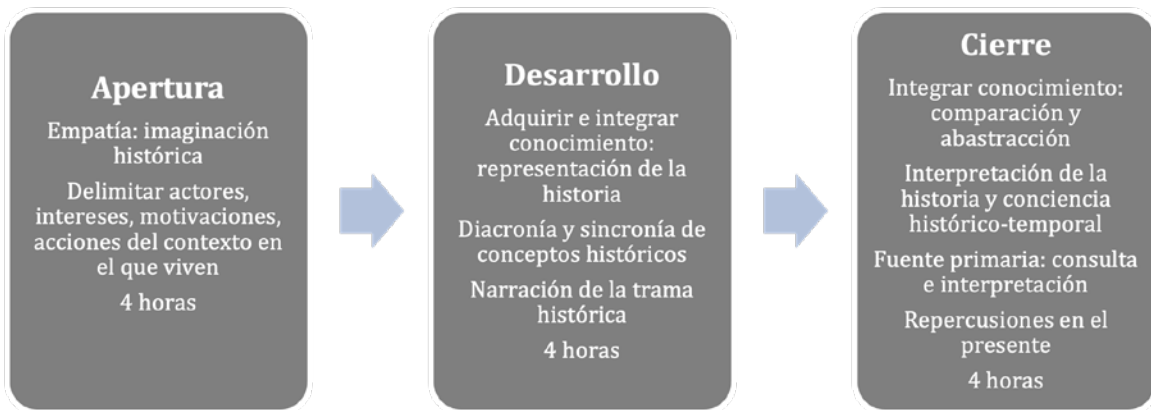 Apertura
Empatía: imaginación
histórica
Delimitar actores,
intereses, motivaciones,
acciones del contexto en
el que viven
4 horas
Desarrollo
Adquirir e integrar
conocimiento:
representación de la
historia
Diacronía y sincronía de
conceptos históricos
Narración de la trama
histórica
4 horas
Cierre
Integrar conocimiento:
comparación y
abastracción
Interpretación de la
historia y conciencia
histórico-temporal
Fuente primaria: consulta
e interpretación
Repercusiones en el
presente
4 horas